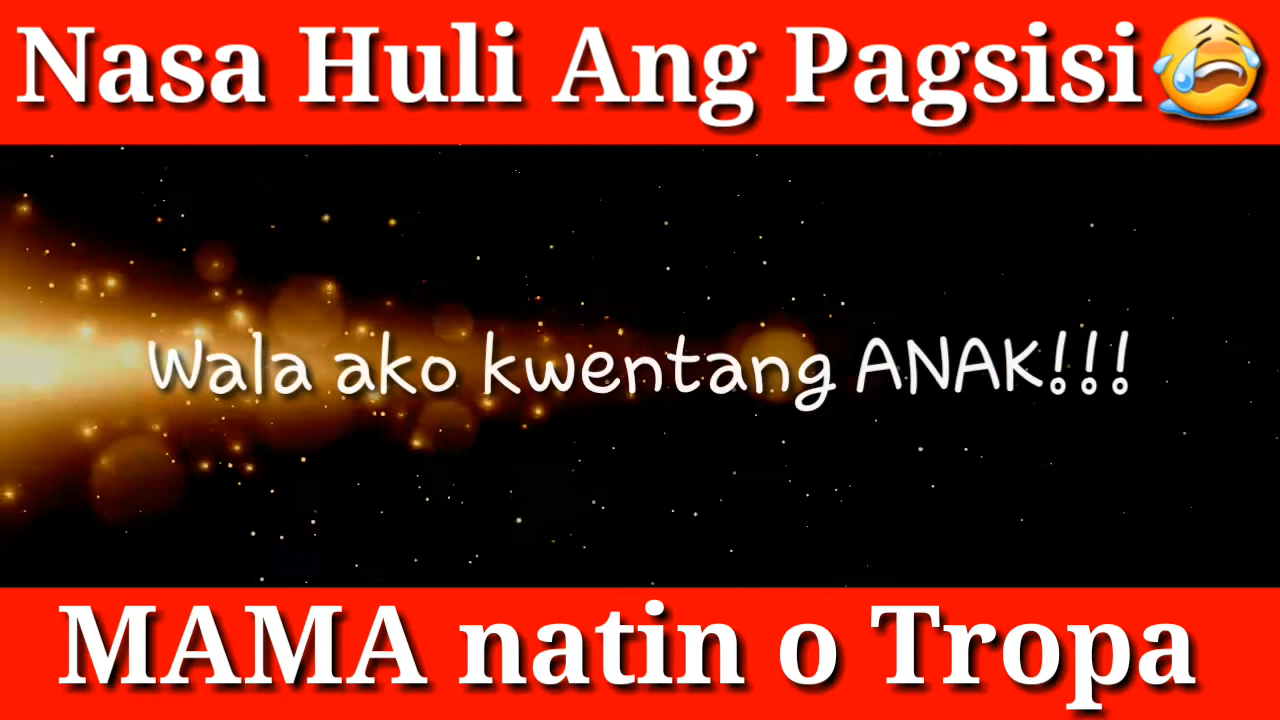 Nasa Huli Ang Pagsisi😭
Wala ako kwentang ANAK!!!
MAMA natin o Tropa